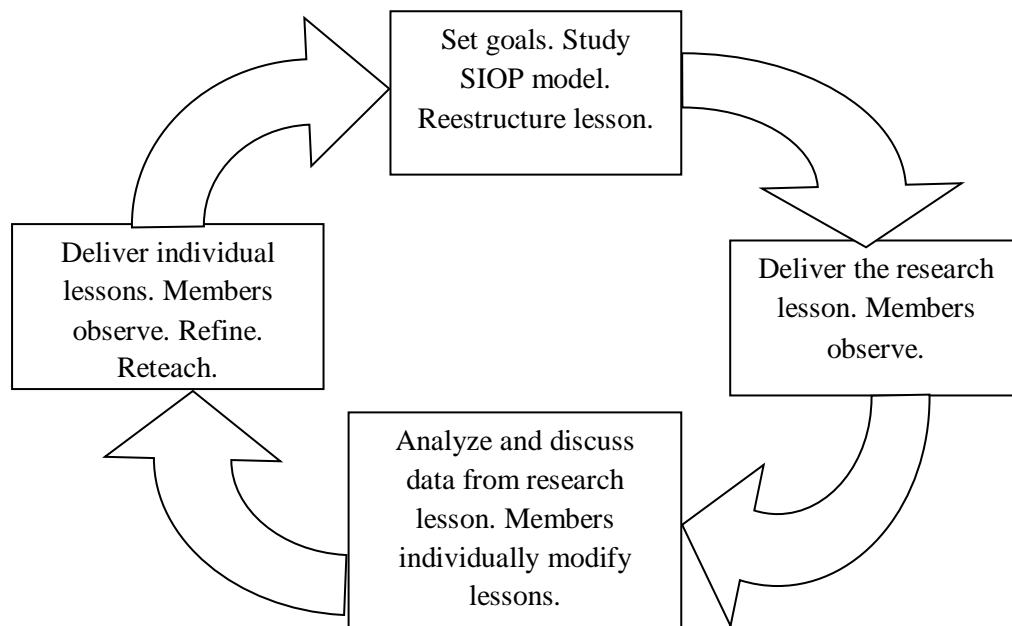 Set goals. Study
SIOP model.
Reestructure lesson.
Deliver the research
lesson. Members
observe.
Analyze and discuss
data from research
lesson. Members
individually modify
lessons.
Deliver individual
lessons. Members
observe. Refine.
Reteach.